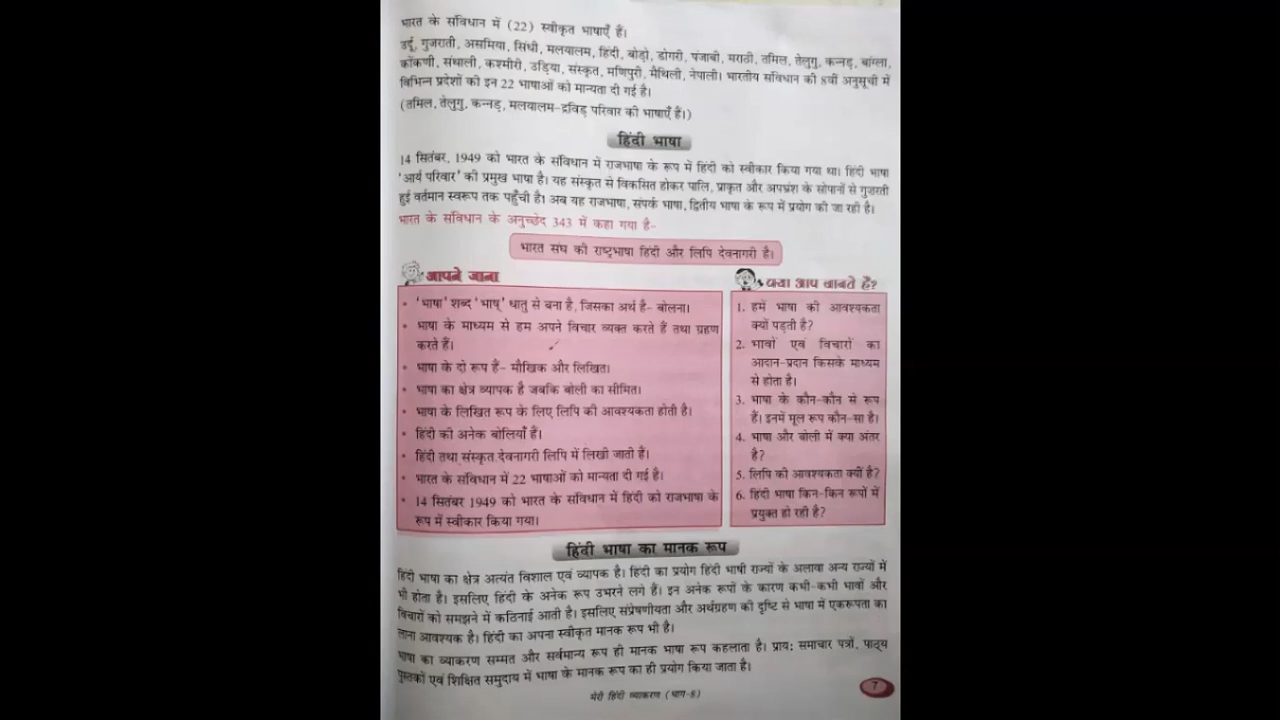 भारत के संविधान में (22) स्वीकृत भाषाएँ हैं।
उर्दू, गुजराती, असमिया, सिंधी, मलयालम, हिंदी, बोड़ो, डोगरी, पंजाबी, मराठी, तमिल, तेलुगु, कन्नड़, बांग्ला,
कोंकणी, संथाली, कश्मीरी, उड़िया, संस्कृत, मणिपुरी, मैथिली, नेपाली। भारतीय संविधान की 8वीं अनुसूची में
विभिन्न प्रदेशों की इन 22 भाषाओं को मान्यता दी गई है।
(तमिल, तेलुगु, कन्नड़, मलयालम-द्रविड़ परिवार की भाषाएँ हैं।)
हिंदी भाषा
14 सितंबर, 1949 को भारत के संविधान में राजभाषा के रूप में हिंदी को स्वीकार किया गया था। हिंदी भाषा
'आर्य परिवार' की प्रमुख भाषा है। यह संस्कृत से विकसित होकर पालि, प्राकृत और अपभ्रंश के सोपानों से गुजरती
हुई वर्तमान स्वरूप तक पहुँची है। अब यह राजभाषा, संपर्क भाषा, द्वितीय भाषा के रूप में प्रयोग की जा रही है।
भारत के संविधान के अनुच्छेद 343 में कहा गया है-
भारत संघ की राष्ट्रभाषा हिंदी और लिपि देवनागरी है।
आपने जाना
• 'भाषा' शब्द 'भाष्' धातु से बना है, जिसका अर्थ है- बोलना।
• भाषा के माध्यम से हम अपने विचार व्यक्त करते हैं तथा ग्रहण
करते हैं।
• भाषा के दो रूप हैं- मौखिक और लिखित।
• भाषा का क्षेत्र व्यापक है जबकि बोली का सीमित।
• भाषा के लिखित रूप के लिए लिपि की आवश्यकता होती है।
• हिंदी की अनेक बोलियाँ हैं।
• हिंदी तथा संस्कृत देवनागरी लिपि में लिखी जाती हैं।
• भारत के संविधान में 22 भाषाओं को मान्यता दी गई है।
• 14 सितंबर 1949 को भारत के संविधान में हिंदी को राजभाषा के
रूप में स्वीकार किया गया।
क्या आप जानते हैं?
1. हमें भाषा की आवश्यकता
क्यों पड़ती है?
2. भावों एवं विचारों का
आदान-प्रदान किसके माध्यम
से होता है।
3. भाषा के कौन-कौन से रूप
हैं। इनमें मूल रूप कौन-सा है।
4. भाषा और बोली में क्या अंतर
है?
5. लिपि की आवश्यकता क्यों है?
6. हिंदी भाषा किन-किन रूपों में
प्रयुक्त हो रही है?
हिंदी भाषा का मानक रूप
हिंदी भाषा का क्षेत्र अत्यंत विशाल एवं व्यापक है। हिंदी का प्रयोग हिंदी भाषी राज्यों के अलावा अन्य राज्यों में
भी होता है। इसलिए हिंदी के अनेक रूप उभरने लगे हैं। इन अनेक रूपों के कारण कभी-कभी भावों और
विचारों को समझने में कठिनाई आती है। इसलिए संप्रेषणीयता और अर्थग्रहण की दृष्टि से भाषा में एकरूपता का
लाना आवश्यक है। हिंदी का अपना स्वीकृत मानक रूप भी है।
भाषा का व्याकरण सम्मत और सर्वमान्य रूप ही मानक भाषा रूप कहलाता है। प्राय: समाचार पत्रों, पाठ्य
पुस्तकों एवं शिक्षित समुदाय में भाषा के मानक रूप का ही प्रयोग किया जाता है।
मेरी हिंदी व्याकरण (भाग-8)
7